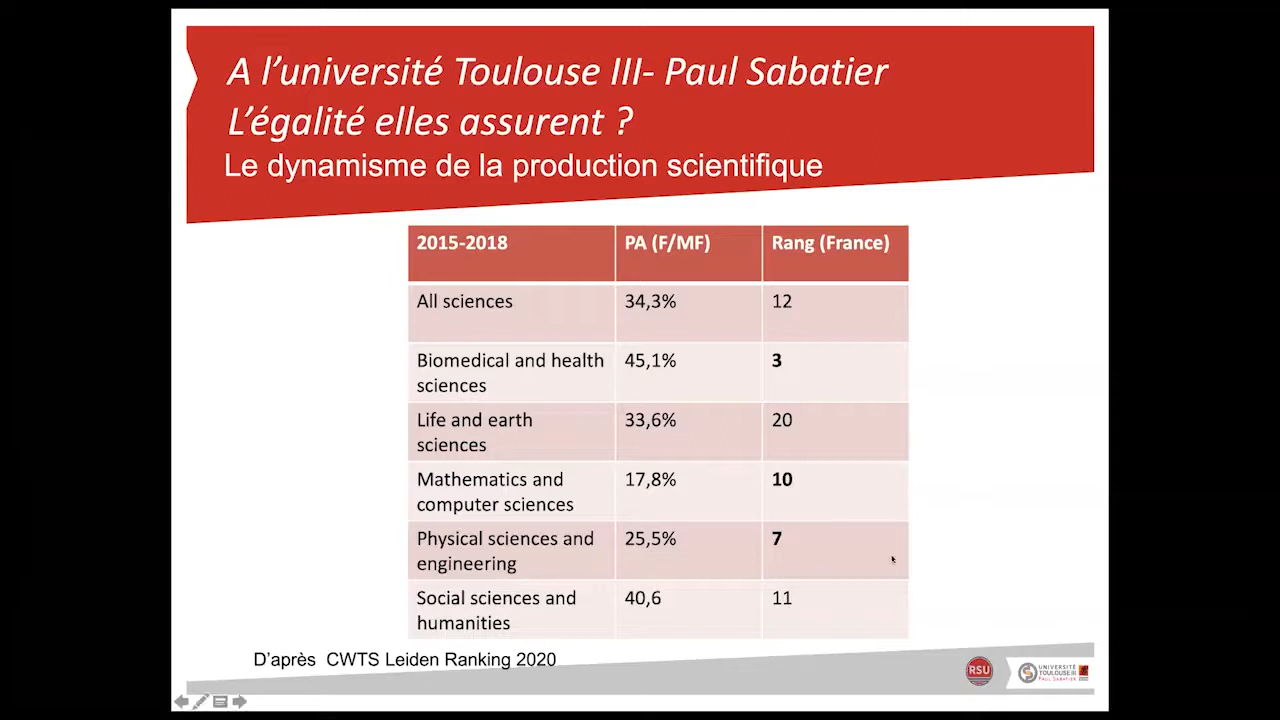 A l’université Toulouse III- Paul Sabatier
L’égalité elles assurent ?
Le dynamisme de la production scientifique
2015-2018 PA (F/MF) Rang (France)
All sciences 34,3% 12
Biomedical and health sciences 45,1% 3
Life and earth sciences 33,6% 20
Mathematics and computer sciences 17,8% 10
Physical sciences and engineering 25,5% 7
Social sciences and humanities 40,6 11
D’après CWTS Leiden Ranking 2020
RSU
UNIVERSITÉ
TOULOUSE III
PAUL SABATIER